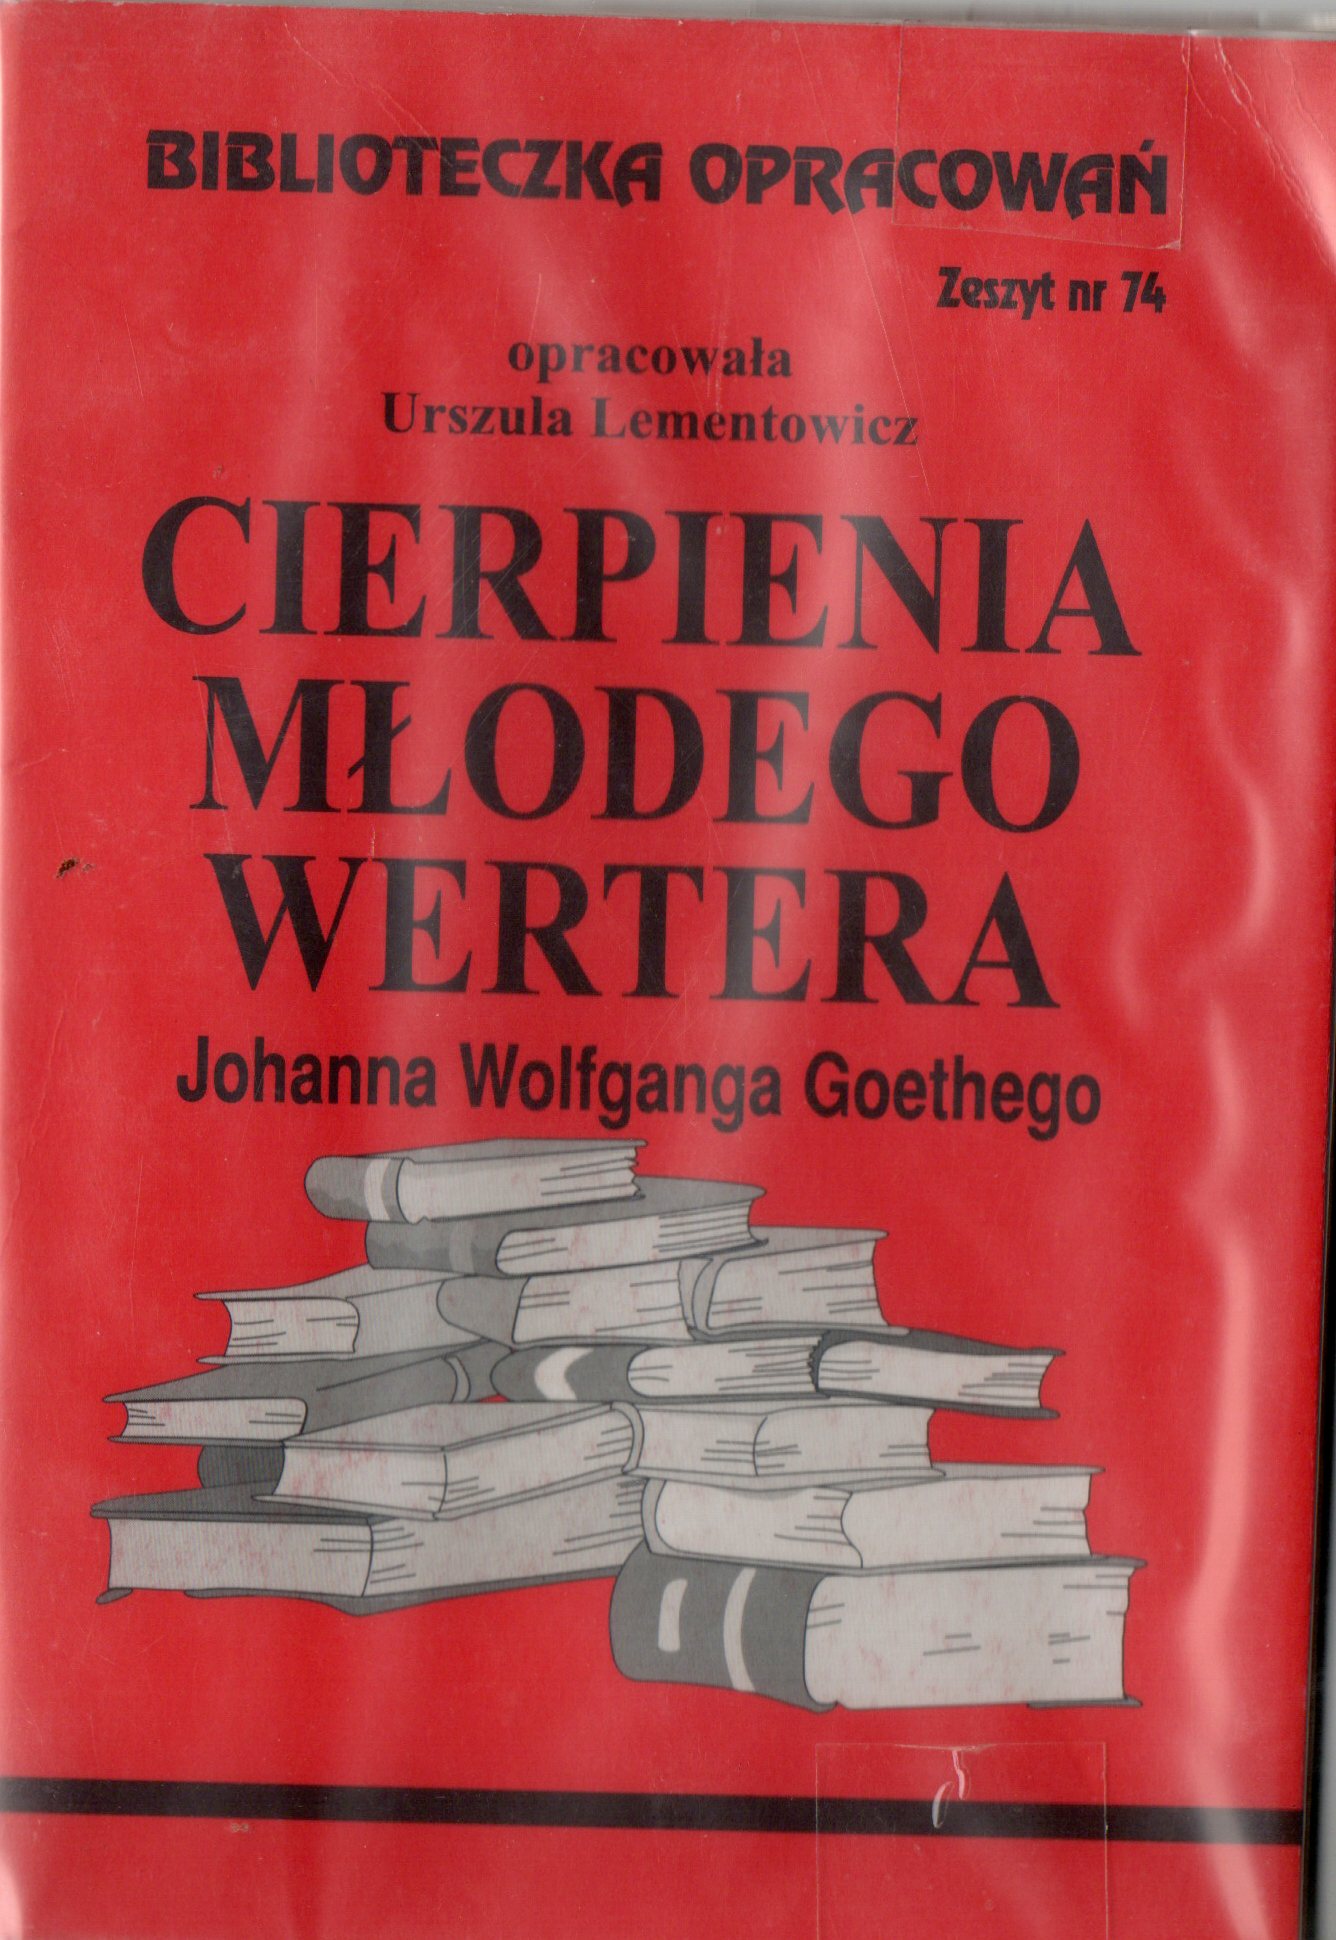 BIBLIOTECZKA OPRACOWAŃ
Zeszyt nr 74
opracowała
Urszula Lementowicz
CIERPIENIA
MŁODEGO
WERTERA
Johanna Wolfganga Goethego